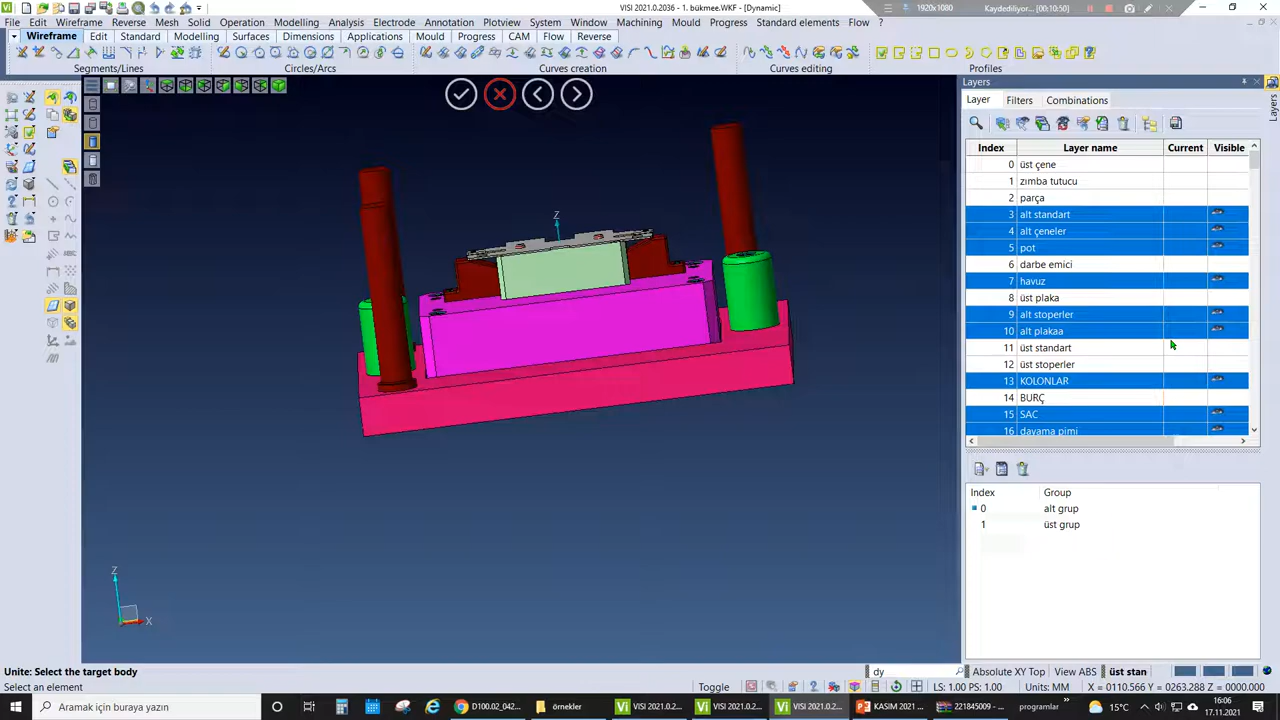 VISI 2021.0.2036 - 1. bükmee.WKF - [Dynamic]
1920x1080
Kaydediliyor... [00:10:50]
File Edit Wireframe Reverse Mesh Solid Operation Modelling Analysis Electrode Annotation Plotview System Window Machining Mould Progress Standard elements Flow ?
Wireframe Edit Standard Modelling Surfaces Dimensions Applications Mould Progress CAM Flow Reverse
Segments/Lines Circles/Arcs Curves creation Curves editing Profiles
Layers
Layer Filters Combinations
Layers
Index Layer name Current Visible
0 üst çene
1 zımba tutucu
2 parça
3 alt standart
4 alt çeneler
5 pot
6 darbe emici
7 havuz
8 üst plaka
9 alt stoperler
10 alt plakaa
11 üst standart
12 üst stoperler
13 KOLONLAR
14 BURÇ
15 SAC
16 dayama pimi
Index Group
0 alt grup
1 üst grup
Z
Z
X
Unite: Select the target body
dy
Absolute XY Top View ABS üst stan
Select an element
Toggle
LS: 1.00 PS: 1.00 Units: MM X = 0110.566 Y = 0263.288 Z = 0000.000
Aramak için buraya yazın
D100.02_042...
örnekler
VISI 2021.0.2...
VISI 2021.0.2...
VISI 2021.0.2...
KASIM 2021 ...
221845009 - ...
programlar
15°C
16:06
17.11.2021